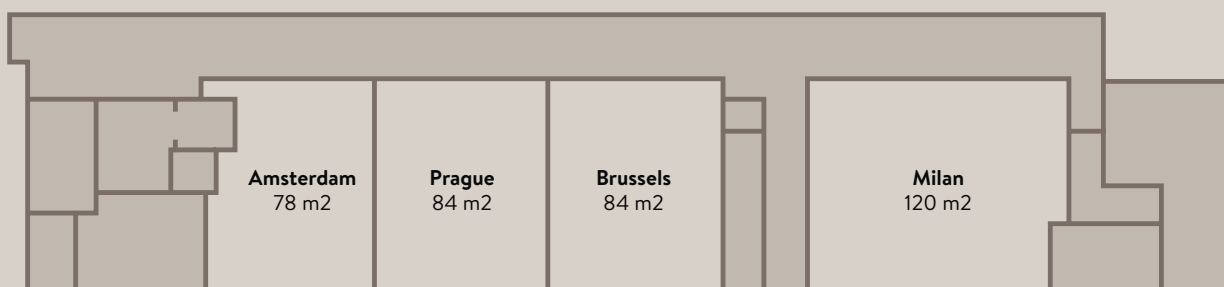 Amsterdam
78 m2
Prague
84 m2
Brussels
84 m2
Milan
120 m2